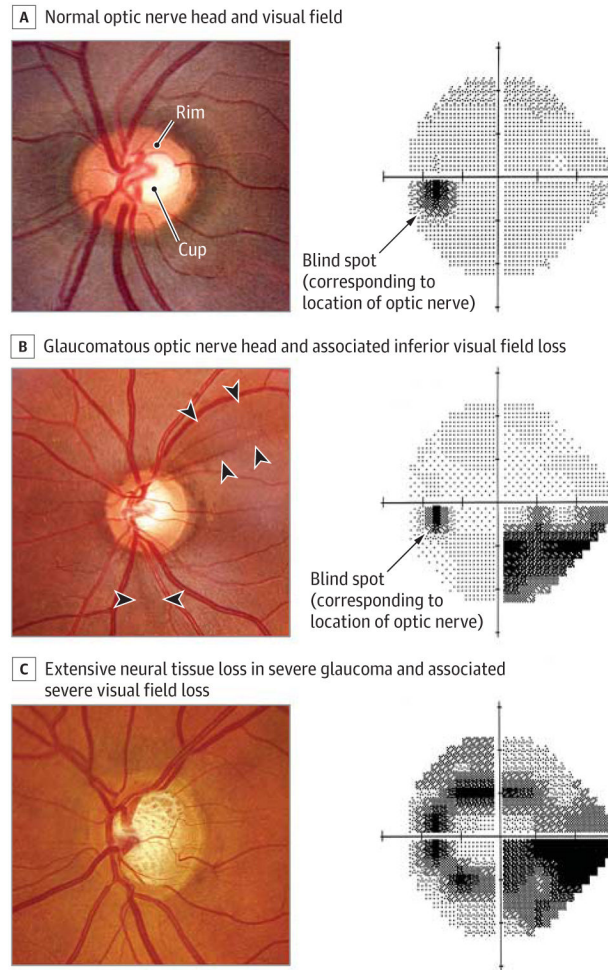 A Normal optic nerve head and visual field
Rim
Cup
Blind spot
(corresponding to
location of optic nerve)
B Glaucomatous optic nerve head and associated inferior visual field loss
Blind spot
(corresponding to
location of optic nerve)
C Extensive neural tissue loss in severe glaucoma and associated
severe visual field loss